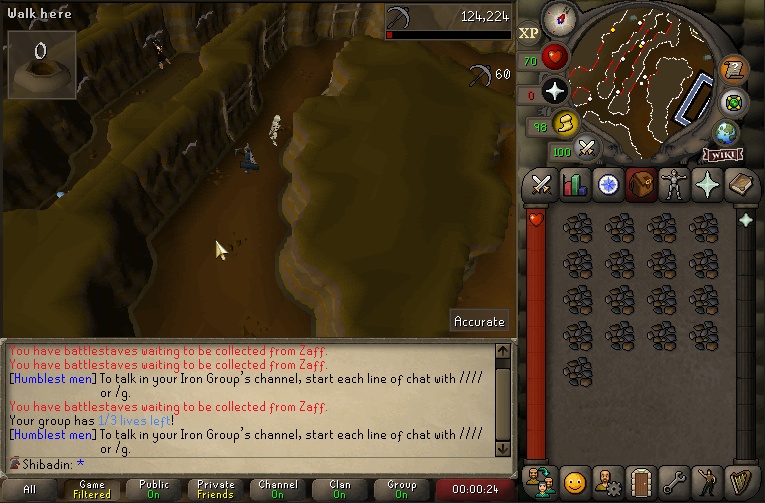 Walk here
0
124,224
60
XP
70
0
98
100
WIKI
Accurate
You have battlestaves waiting to be collected from Zaff.
You have battlestaves waiting to be collected from Zaff.
[Humblest men] To talk in your Iron Group's channel, start each line of chat with ////
or /g.
You have battlestaves waiting to be collected from Zaff.
Your group has 1/3 lives left!
[Humblest men] To talk in your Iron Group's channel, start each line of chat with ////
or /g.
Shibadin: *
All Game Filtered Public On Private Friends Channel On Clan On Group On 00:00:24